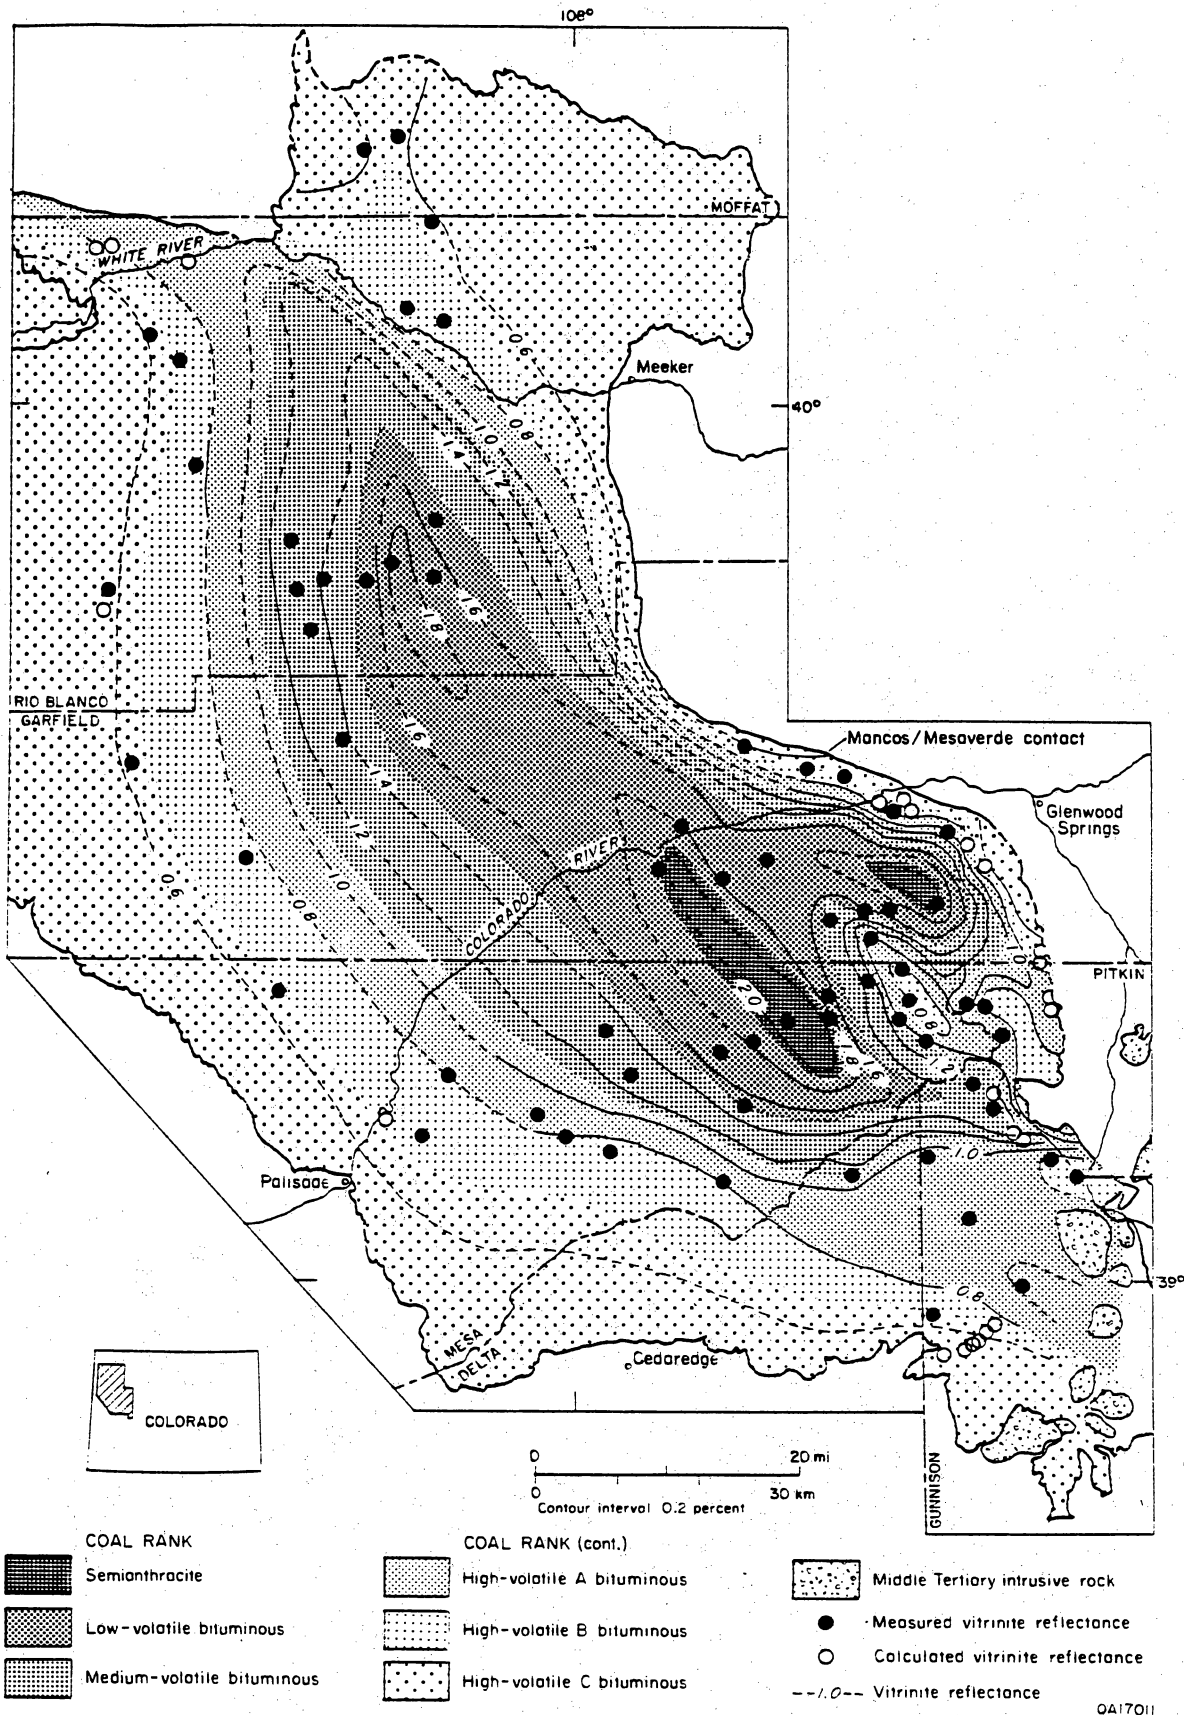 108°
MOFFAT
WHITE RIVER
0.6
Meeker
40°
0.8
1.0
1.2
1.4
1.6
1.8
RIO BLANCO
GARFIELD
1.6
1.4
1.2
1.0
0.8
0.6
Mancos/Mesaverde contact
Glenwood
Springs
COLORADO RIVER
1.0
PITKIN
2.0
1.8
1.6
0.8
1.2
1.0
Palisade
39°
0.8
MESA
DELTA
Cedaredge
GUNNISON
COLORADO
0 20 mi
0 30 km
Contour interval 0.2 percent
COAL RANK
Semianthracite
Low-volatile bituminous
Medium-volatile bituminous
COAL RANK (cont.)
High-volatile A bituminous
High-volatile B bituminous
High-volatile C bituminous
Middle Tertiary intrusive rock
Measured vitrinite reflectance
Calculated vitrinite reflectance
--1.0-- Vitrinite reflectance
QA17011